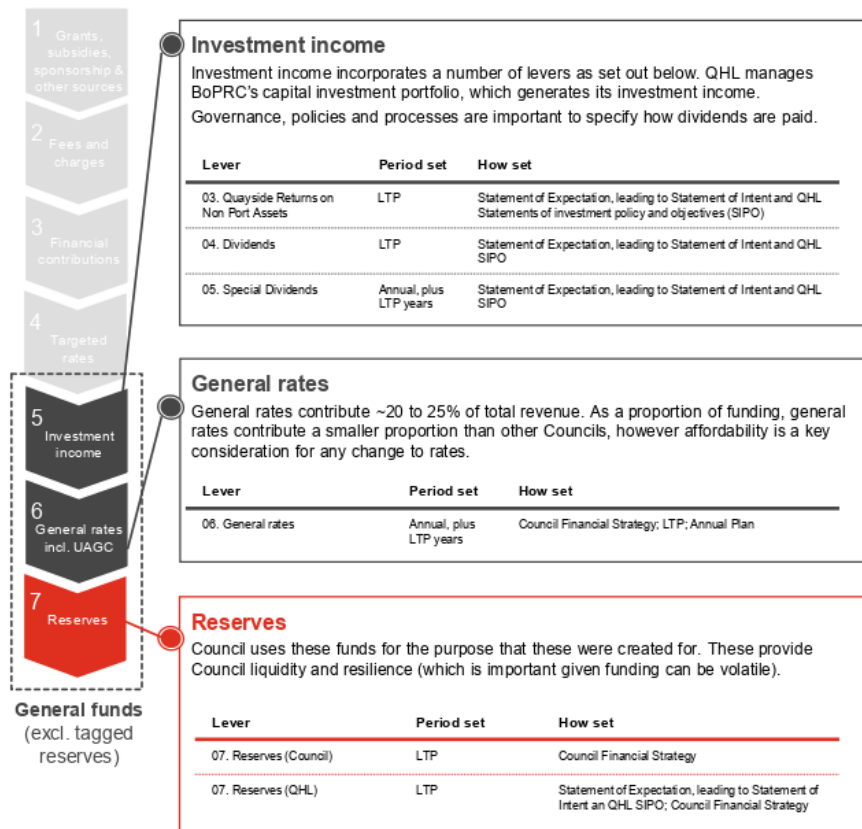 1
Grants,
subsidies,
sponsorship &
other sources
2
Fees and
charges
3
Financial
contributions
4
Targeted
rates
5
Investment
income
6
General rates
incl. UAGC
7
Reserves
General funds
(excl. tagged
reserves)
Investment income
Investment income incorporates a number of levers as set out below. QHL manages
BoPRC's capital investment portfolio, which generates its investment income.
Governance, policies and processes are important to specify how dividends are paid.
Lever Period set How set
03. Quayside Returns on LTP Statement of Expectation, leading to Statement of Intent and QHL
Non Port Assets Statements of investment policy and objectives (SIPO)
04. Dividends LTP Statement of Expectation, leading to Statement of Intent and QHL
SIPO
05. Special Dividends Annual, plus Statement of Expectation, leading to Statement of Intent and QHL
LTP years SIPO
General rates
General rates contribute ~20 to 25% of total revenue. As a proportion of funding, general
rates contribute a smaller proportion than other Councils, however affordability is a key
consideration for any change to rates.
Lever Period set How set
06. General rates Annual, plus Council Financial Strategy; LTP; Annual Plan
LTP years
Reserves
Council uses these funds for the purpose that these were created for. These provide
Council liquidity and resilience (which is important given funding can be volatile).
Lever Period set How set
07. Reserves (Council) LTP Council Financial Strategy
07. Reserves (QHL) LTP Statement of Expectation, leading to Statement of
Intent an QHL SIPO; Council Financial Strategy